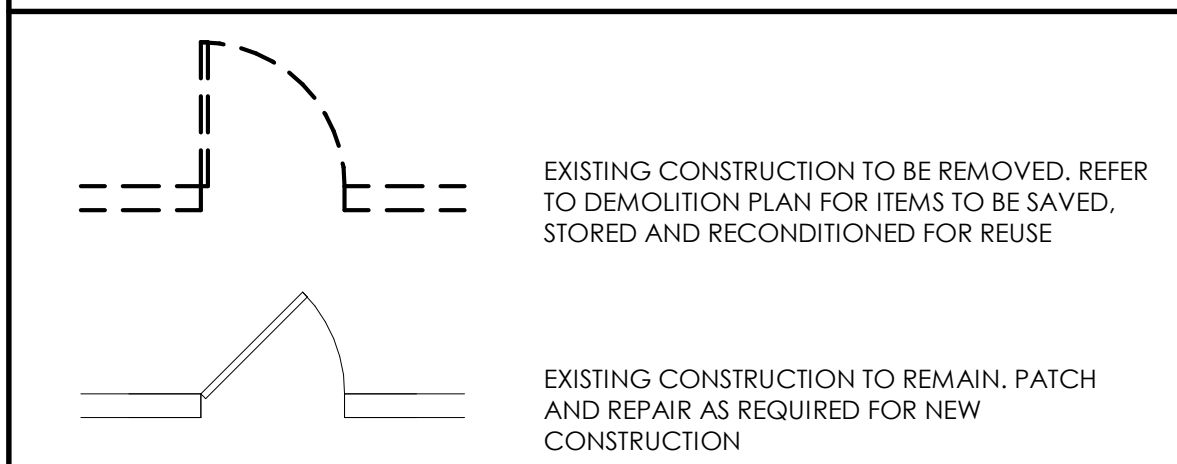 EXISTING CONSTRUCTION TO BE REMOVED. REFER
TO DEMOLITION PLAN FOR ITEMS TO BE SAVED,
STORED AND RECONDITIONED FOR REUSE
EXISTING CONSTRUCTION TO REMAIN. PATCH
AND REPAIR AS REQUIRED FOR NEW
CONSTRUCTION